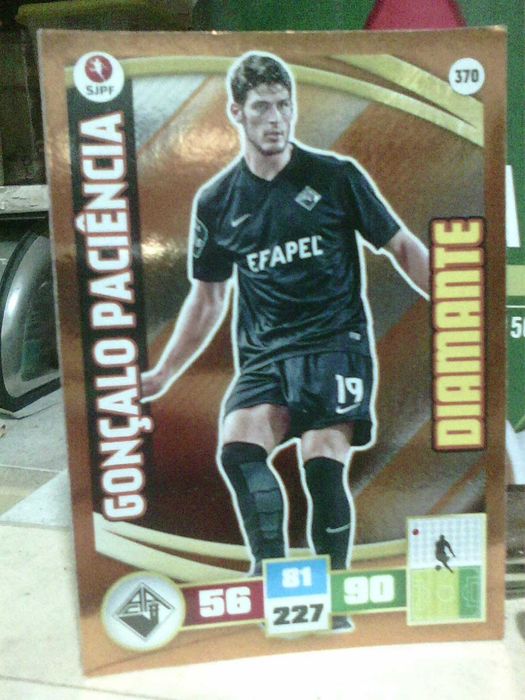 SJPF
370
GONÇALO PACIÊNCIA
EFAPEL
DIAMANTE
19
56
81
227
90